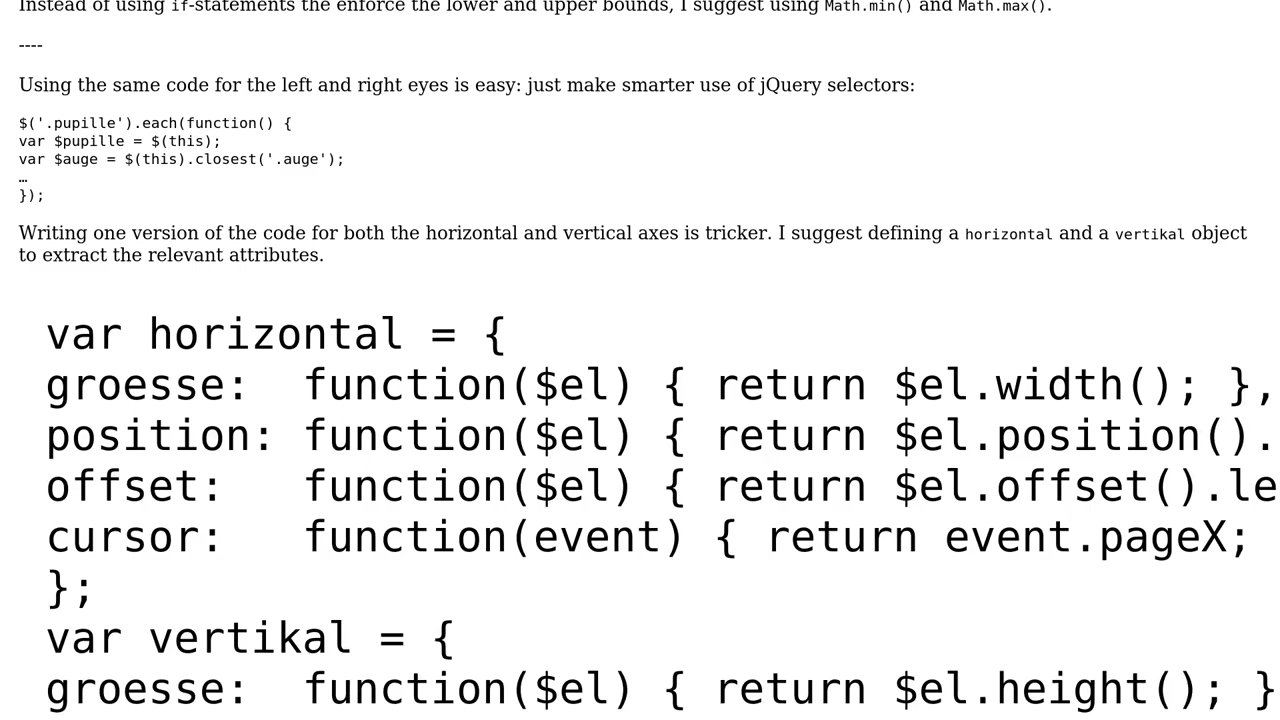 Instead of using if-statements the enforce the lower and upper bounds, I suggest using Math.min() and Math.max().
----
Using the same code for the left and right eyes is easy: just make smarter use of jQuery selectors:
$('.pupille').each(function() {
var $pupille = $(this);
var $auge = $(this).closest('.auge');
…
});
Writing one version of the code for both the horizontal and vertical axes is tricker. I suggest defining a horizontal and a vertikal object
to extract the relevant attributes.
var horizontal = {
groesse:  function($el) { return $el.width(); },
position: function($el) { return $el.position().
offset:   function($el) { return $el.offset().le
cursor:   function(event) { return event.pageX;
};
var vertikal = {
groesse:  function($el) { return $el.height(); }